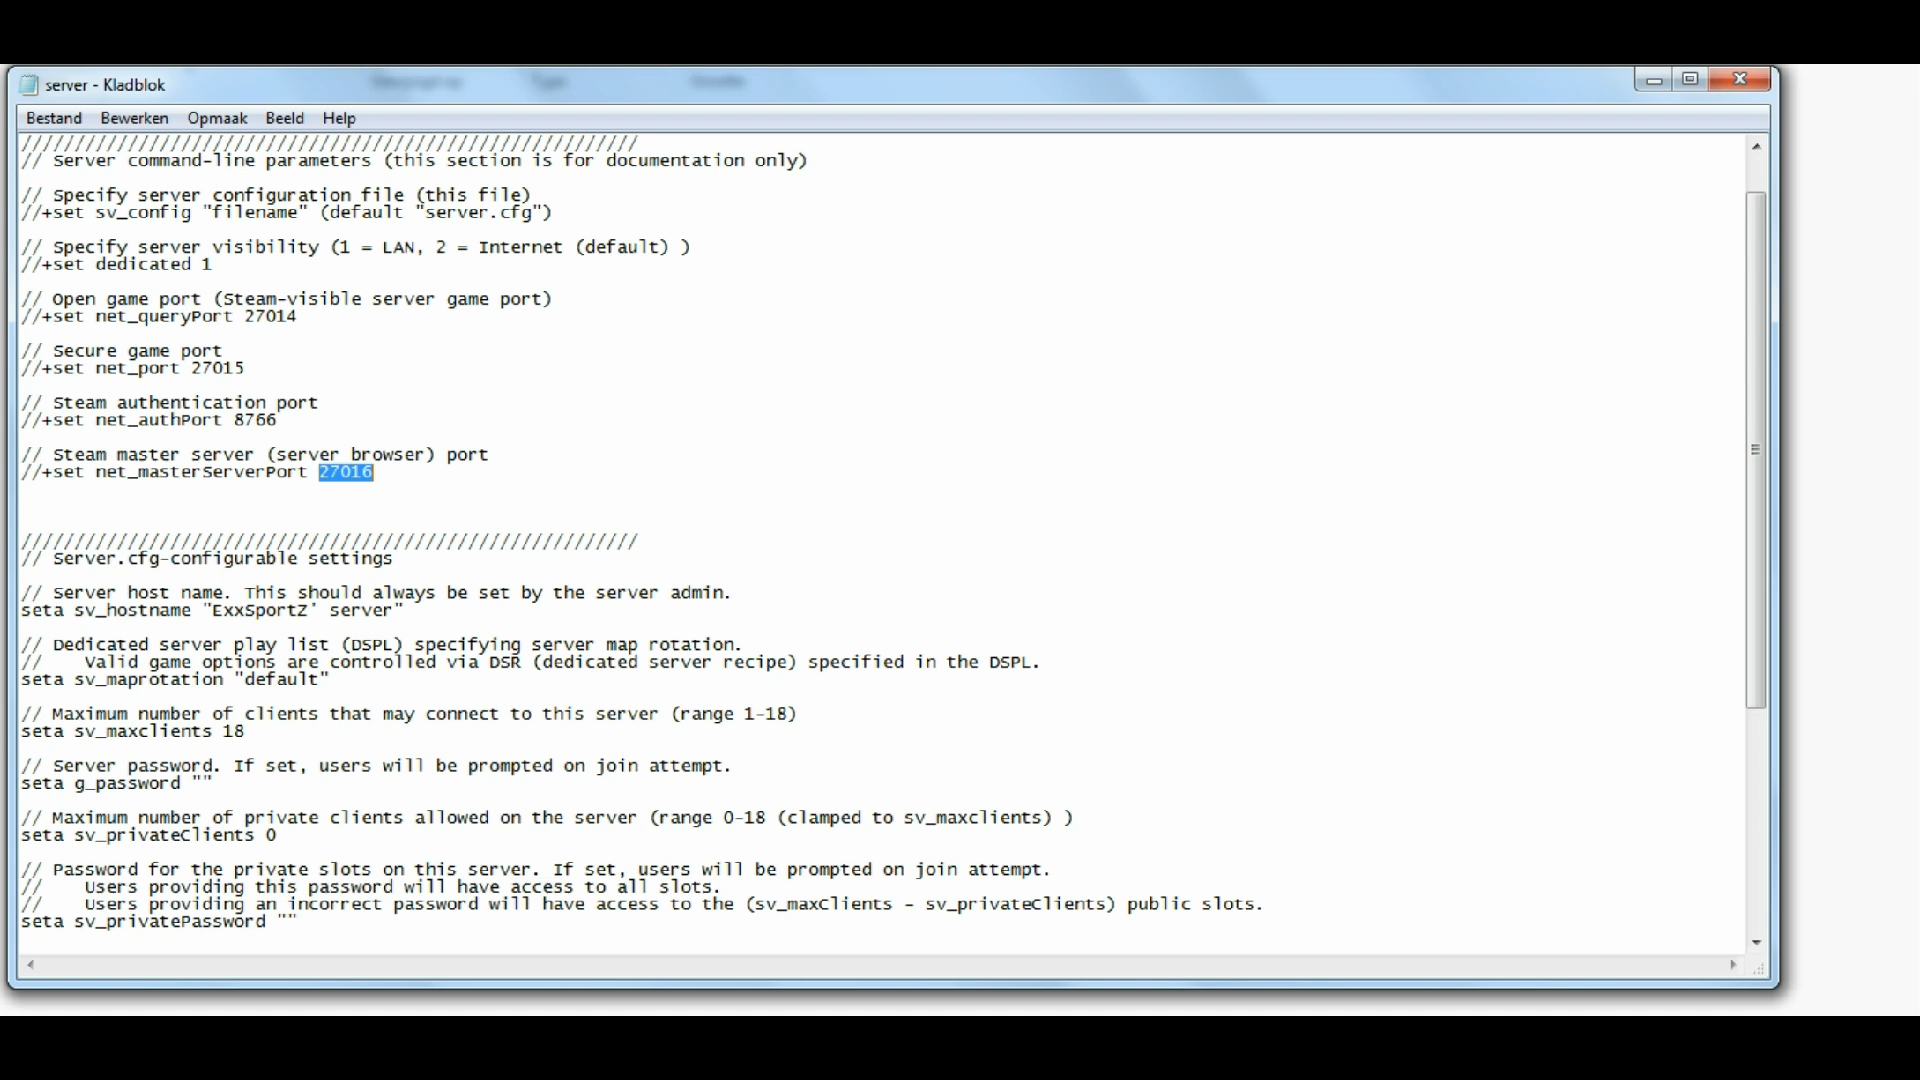 server - Kladblok
Bestand Bewerken Opmaak Beeld Help
//////////////////////////////////////////////////////////
// Server command-line parameters (this section is for documentation only)
// Specify server configuration file (this file)
//+set sv_config "filename" (default "server.cfg")
// Specify server visibility (1 = LAN, 2 = Internet (default) )
//+set dedicated 1
// Open game port (Steam-visible server game port)
//+set net_queryPort 27014
// Secure game port
//+set net_port 27015
// Steam authentication port
//+set net_authPort 8766
// Steam master server (server browser) port
//+set net_masterServerPort 27016
//////////////////////////////////////////////////////////
// Server.cfg-configurable settings
// Server host name. This should always be set by the server admin.
seta sv_hostname "ExxSportZ' server"
// Dedicated server play list (DSPL) specifying server map rotation.
//    Valid game options are controlled via DSR (dedicated server recipe) specified in the DSPL.
seta sv_maprotation "default"
// Maximum number of clients that may connect to this server (range 1-18)
seta sv_maxclients 18
// Server password. If set, users will be prompted on join attempt.
seta g_password ""
// Maximum number of private clients allowed on the server (range 0-18 (clamped to sv_maxclients) )
seta sv_privateClients 0
// Password for the private slots on this server. If set, users will be prompted on join attempt.
//    Users providing this password will have access to all slots.
//    Users providing an incorrect password will have access to the (sv_maxClients - sv_privateClients) public slots.
seta sv_privatePassword ""